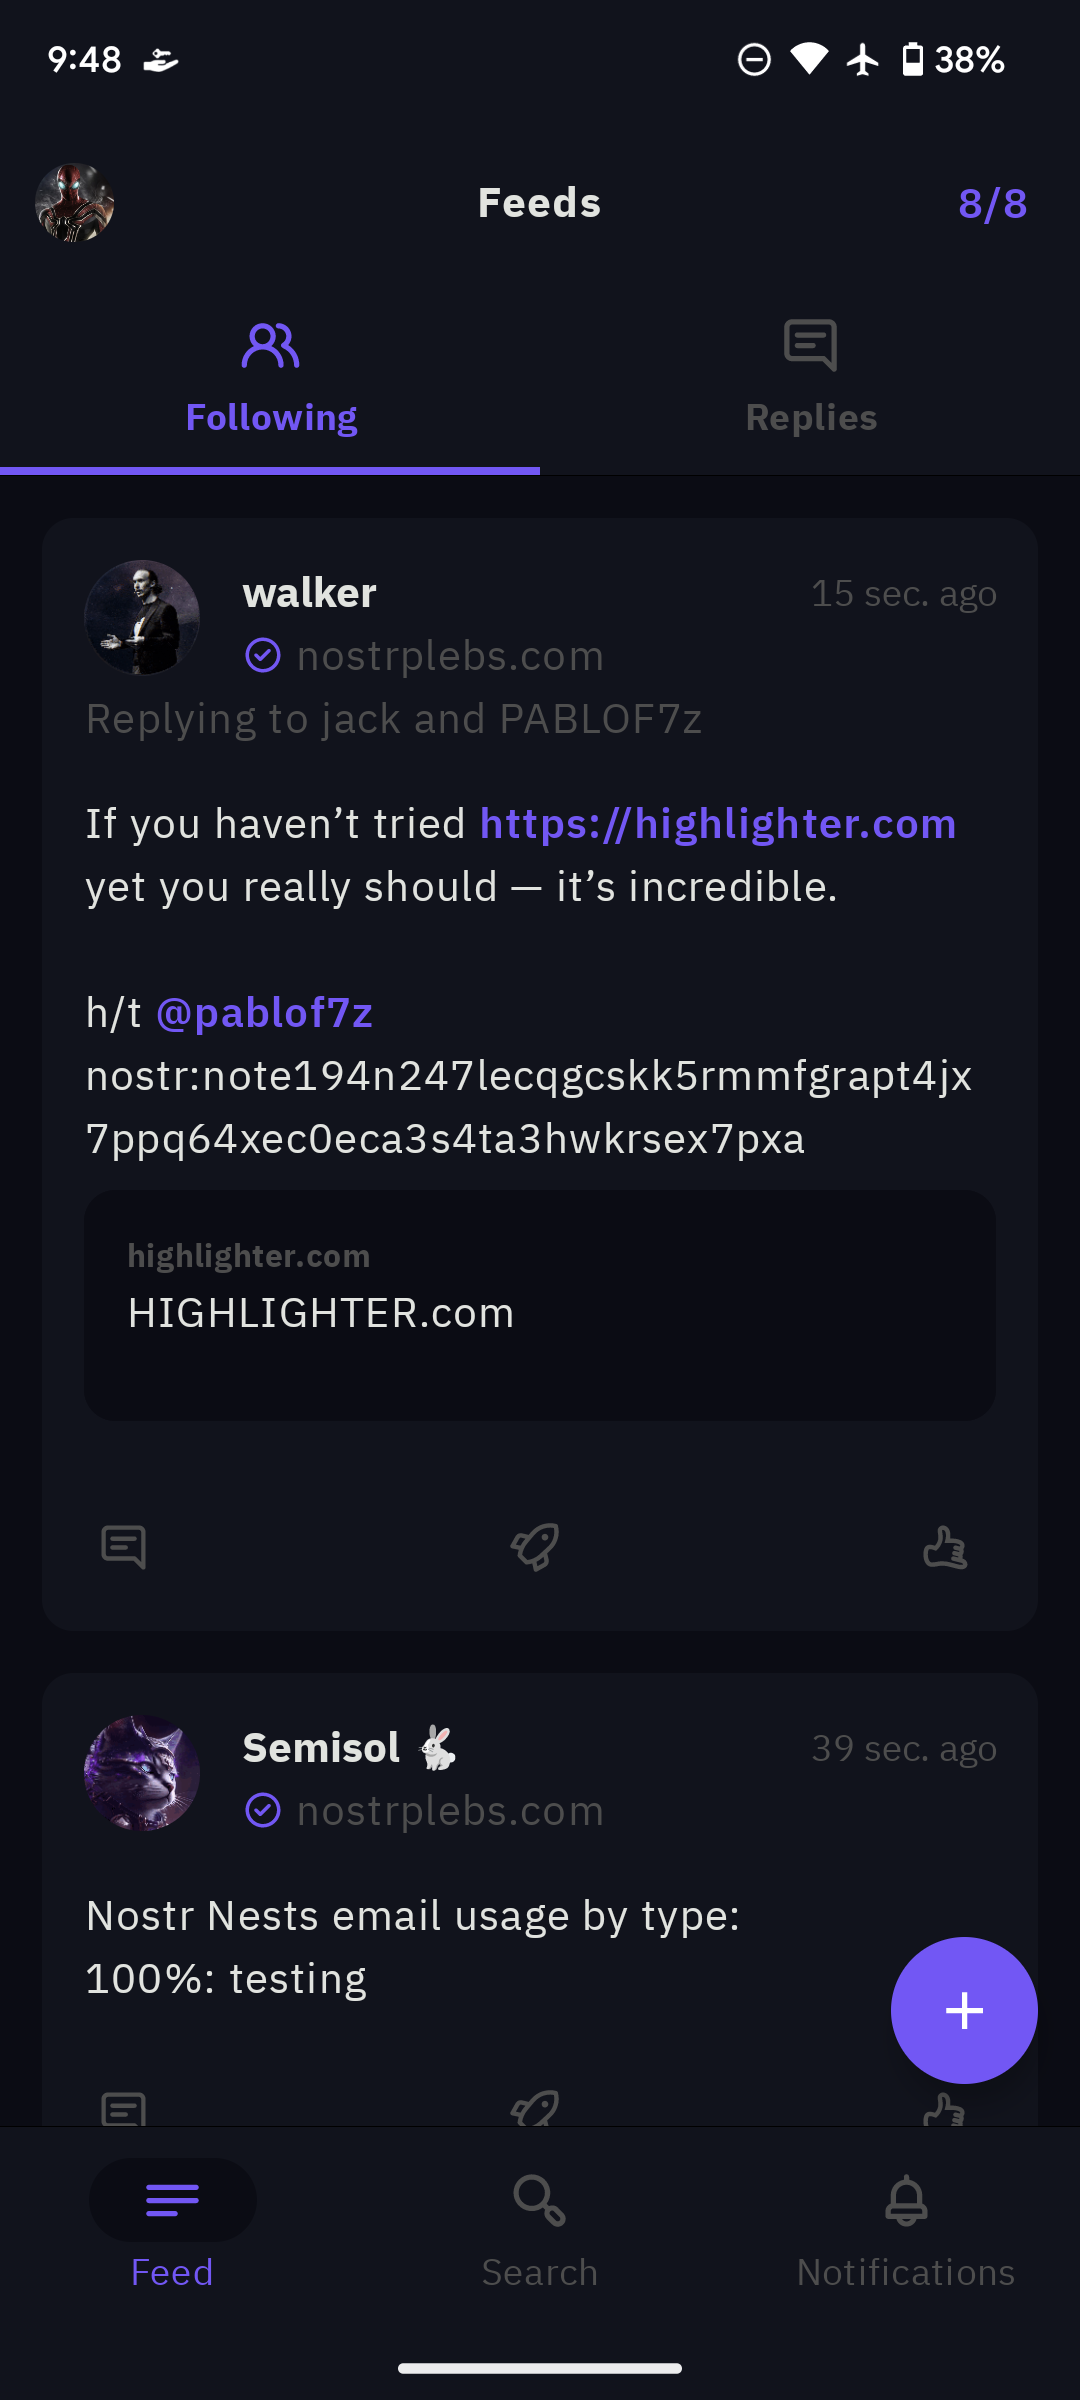 9:48
38%
Feeds
8/8
Following
Replies
walker
15 sec. ago
nostrplebs.com
Replying to jack and PABLOF7z
If you haven’t tried https://highlighter.com
yet you really should — it’s incredible.
h/t @pablof7z
nostr:note194n247lecqgcskk5rmmfgrapt4jx
7ppq64xec0eca3s4ta3hwkrsex7pxa
highlighter.com
HIGHLIGHTER.com
Semisol 🐇
39 sec. ago
nostrplebs.com
Nostr Nests email usage by type:
100%: testing
Feed
Search
Notifications